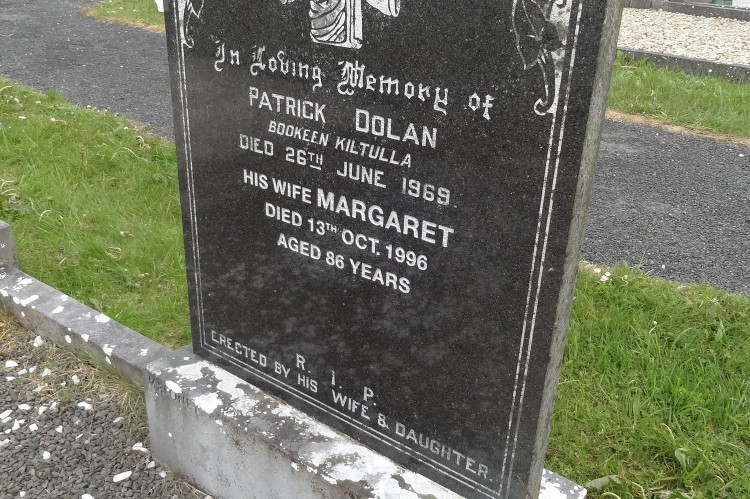 In Loving Memory of
PATRICK DOLAN
BOOKEEN KILTULLA
DIED 26TH JUNE 1969.
HIS WIFE MARGARET
DIED 13TH OCT. 1996
AGED 86 YEARS.
R. I. P.
ERECTED BY HIS WIFE & DAUGHTER.